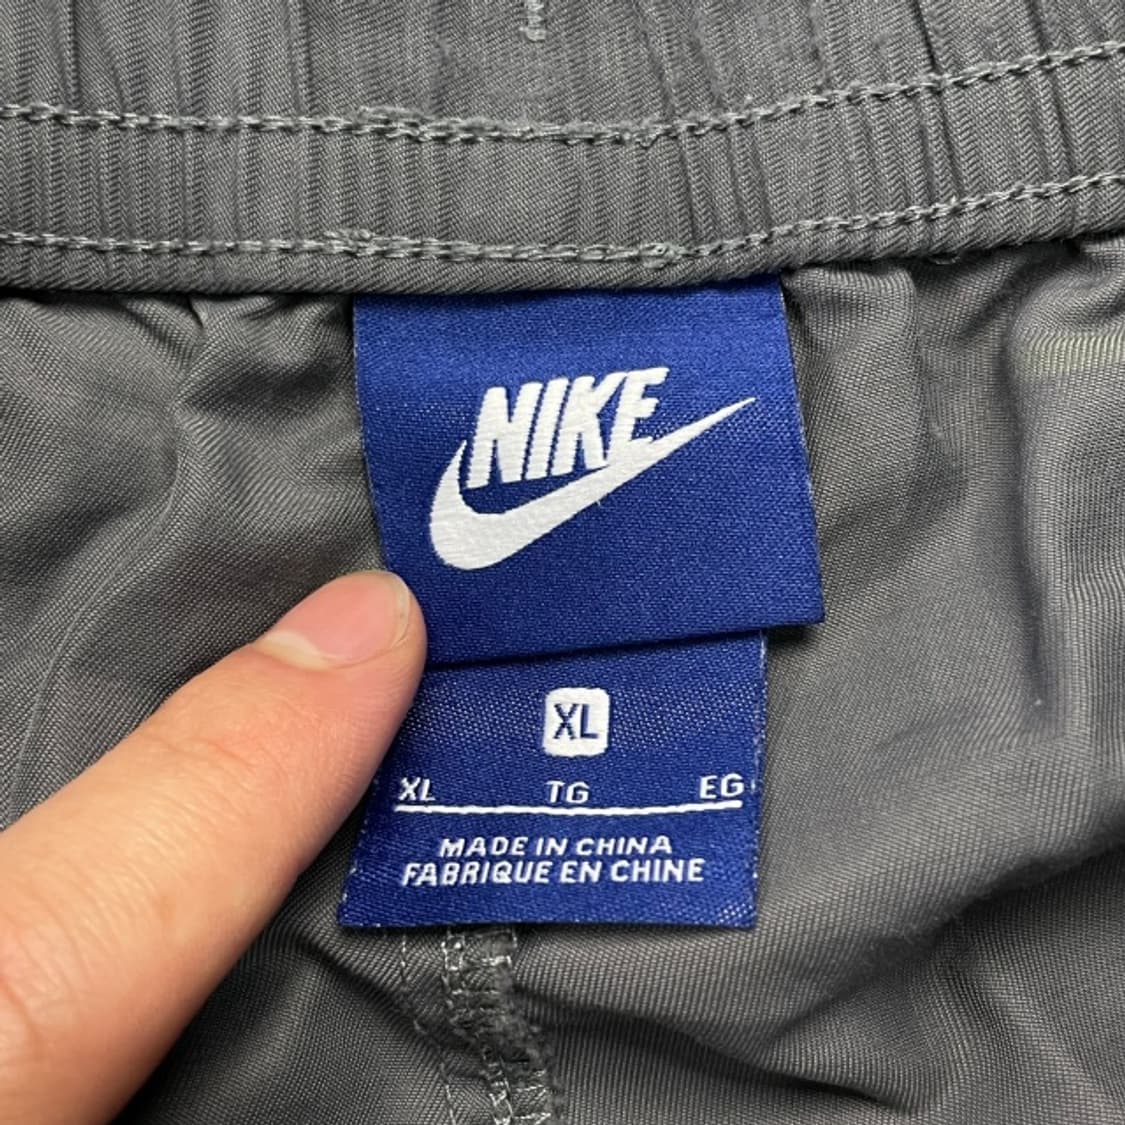 NIKE
XL
XL TG EG
MADE IN CHINA
FABRIQUE EN CHINE